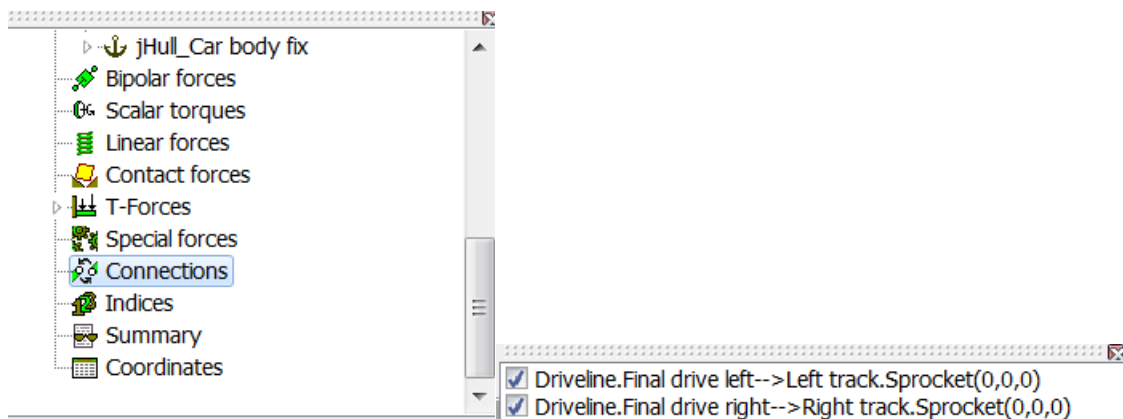 jHull_Car body fix
Bipolar forces
Scalar torques
Linear forces
Contact forces
T-Forces
Special forces
Connections
Indices
Summary
Coordinates
Driveline.Final drive left-->Left track.Sprocket(0,0,0)
Driveline.Final drive right-->Right track.Sprocket(0,0,0)